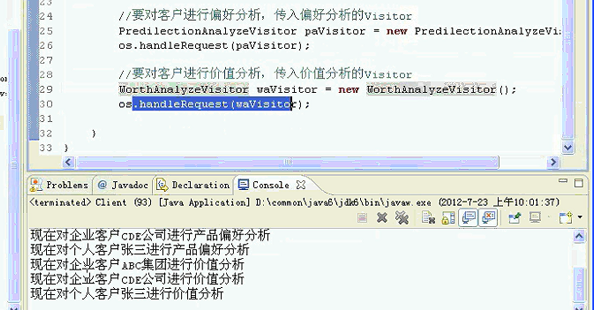 24
//要对客户进行偏好分析，传入偏好分析的Visitor
25 PredilectionAnalyzeVisitor paVisitor = new PredilectionAnalyzeVi
26 os.handleRequest(paVisitor);
27
28 //要对客户进行价值分析，传入价值分析的Visitor
29 WorthAnalyzeVisitor waVisitor = new WorthAnalyzeVisitor();
30 os.handleRequest(waVisitor);
31
32 }
33 }
Problems @ Javadoc Declaration Console
<terminated> Client (93) [Java Application] D:\common\java6\jdk6\bin\javaw.exe (2012-7-23 上午10:01:37)
现在对企业客户CDE公司进行产品偏好分析
现在对个人客户张三进行产品偏好分析
现在对企业客户ABC集团进行价值分析
现在对企业客户CDE公司进行价值分析
现在对个人客户张三进行价值分析